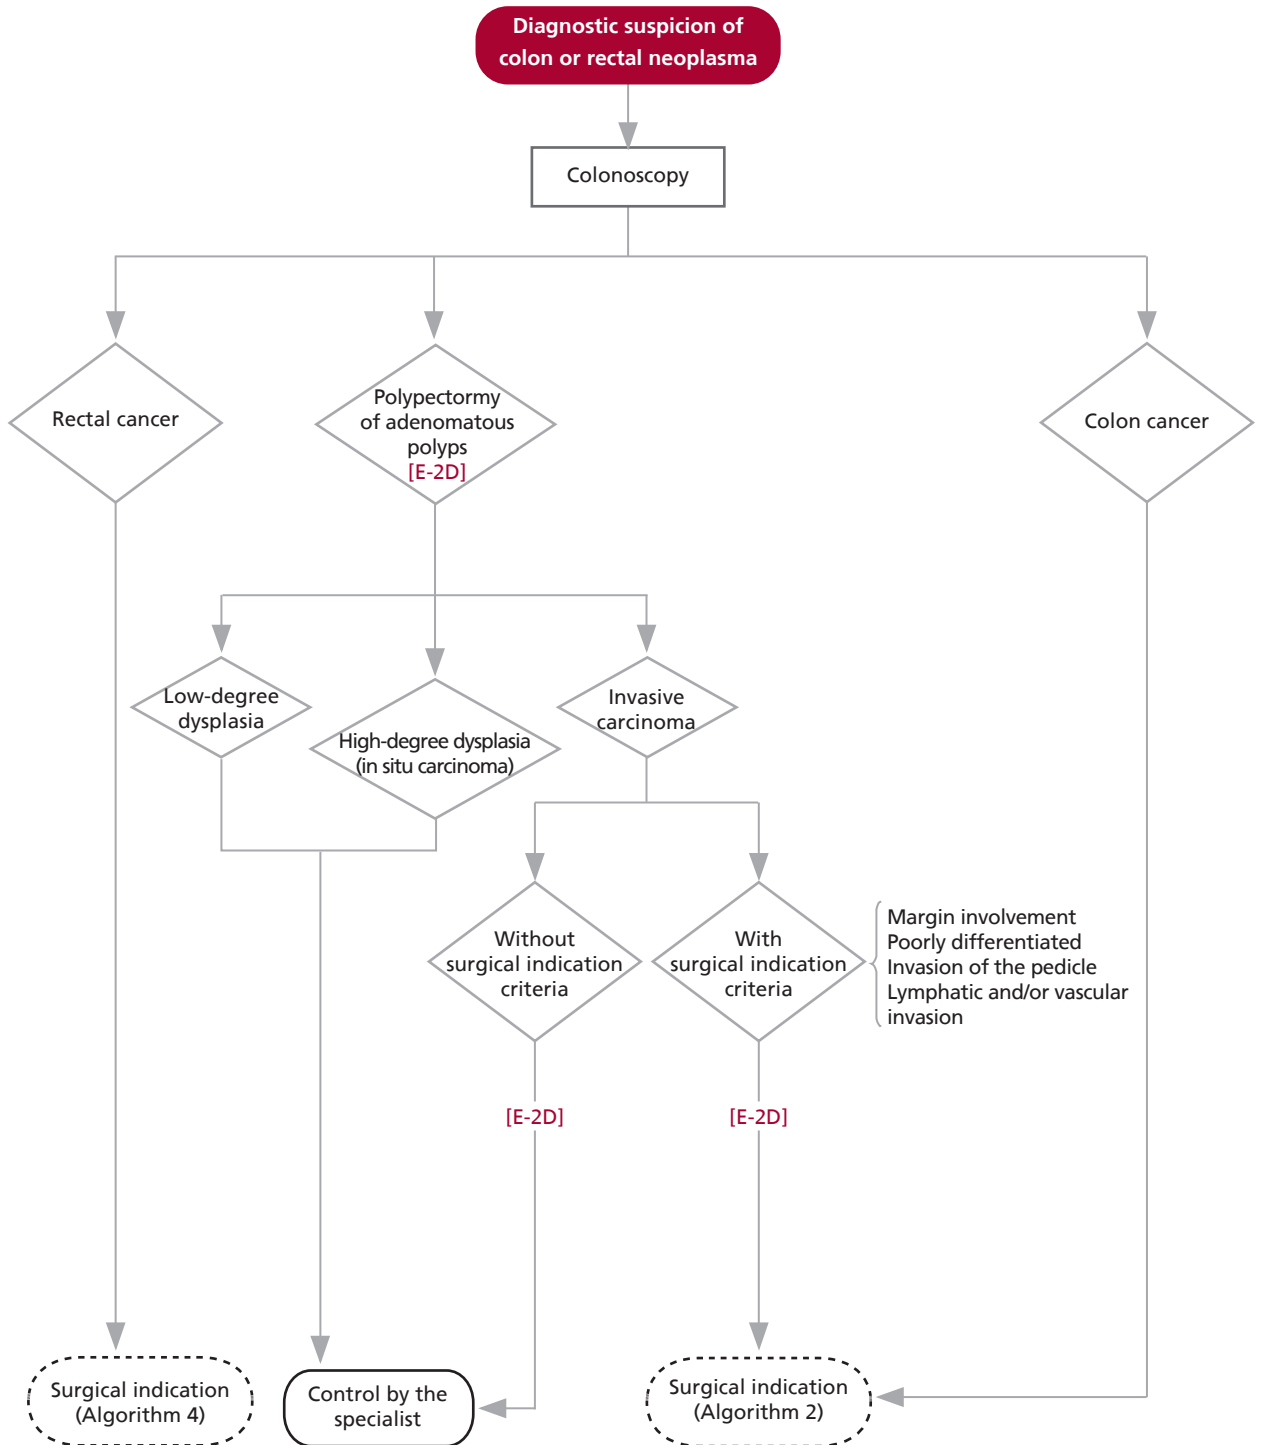 Diagnostic suspicion of
colon or rectal neoplasma
Colonoscopy
Rectal cancer
Polypectormy
of adenomatous
polyps
[E-2D]
Colon cancer
Low-degree
dysplasia
High-degree dysplasia
(in situ carcinoma)
Invasive
carcinoma
Without
surgical indication
criteria
With
surgical indication
criteria
Margin involvement
Poorly differentiated
Invasion of the pedicle
Lymphatic and/or vascular
invasion
[E-2D]
[E-2D]
Surgical indication
(Algorithm 4)
Control by the
specialist
Surgical indication
(Algorithm 2)